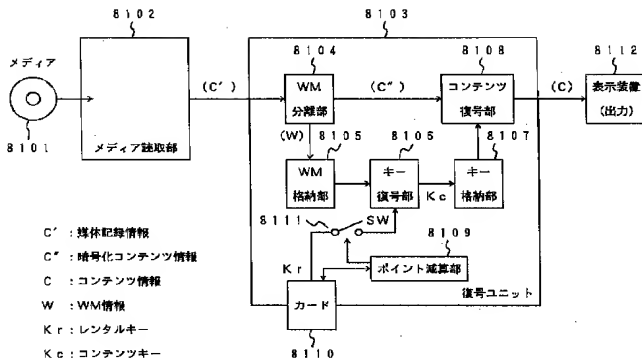 8102
8103
8104
8108
8112
メディア
(C')
WM
分離部
(C″)
コンテンツ
復号部
(C)
表示装置
(出力)
8101
メディア読取部
(W)
8105
8106
8107
WM
格納部
キー
復号部
Kc
キー
格納部
8111
SW
8109
Kr
ポイント減算部
復号ユニット
カード
8110
C' :媒体記録情報
C″ :暗号化コンテンツ情報
C :コンテンツ情報
W :WM情報
Kr:レンタルキー
Kc:コンテンツキー